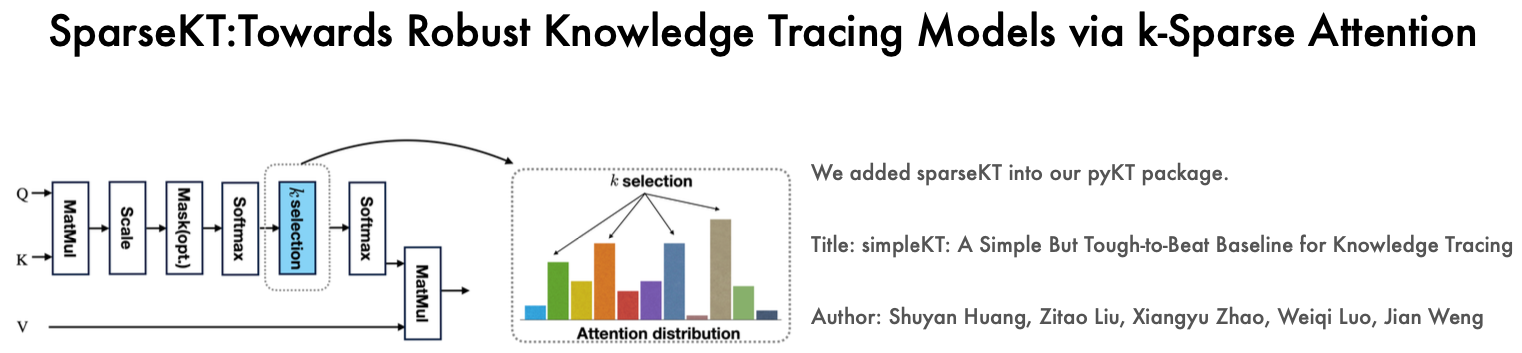 SparseKT:Towards Robust Knowledge Tracing Models via k-Sparse Attention
Q
K
V
MatMul
Scale
Mask(opt.)
Softmax
k selection
Softmax
MatMul
k selection
Attention distribution
We added sparseKT into our pyKT package.
Title: simpleKT: A Simple But Tough-to-Beat Baseline for Knowledge Tracing
Author: Shuyan Huang, Zitao Liu, Xiangyu Zhao, Weiqi Luo, Jian Weng